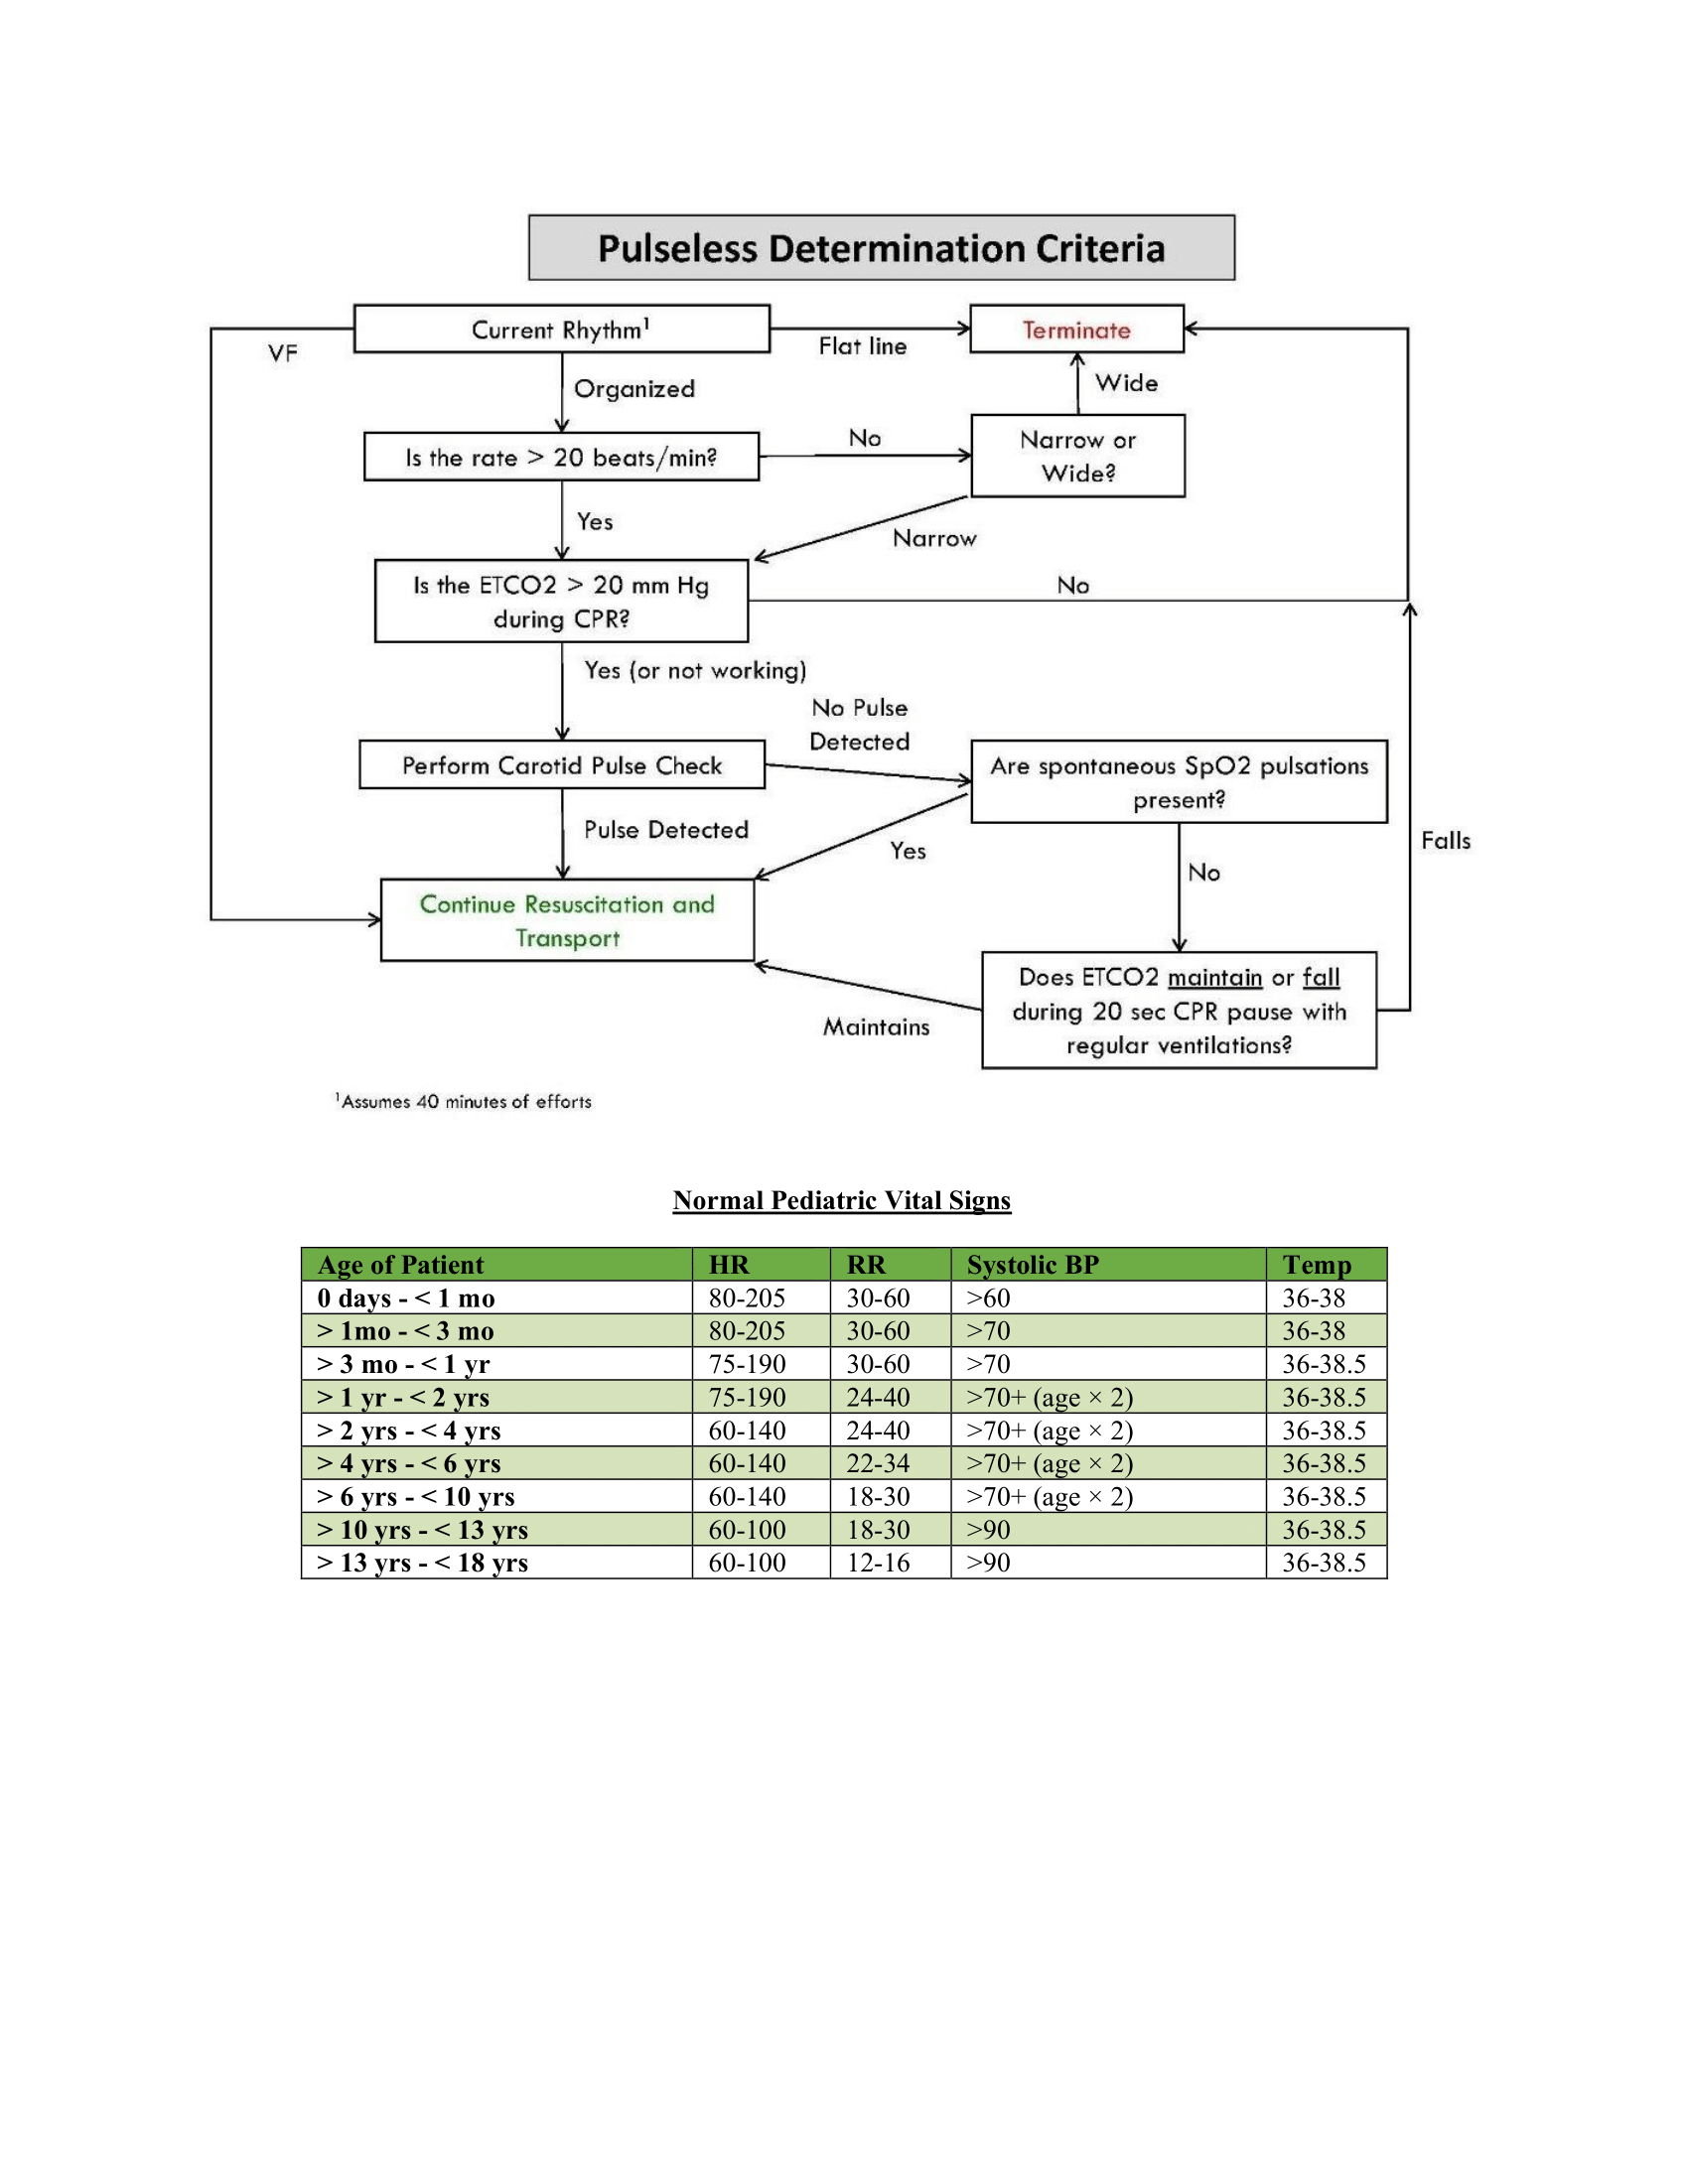 Pulseless Determination Criteria
Current Rhythm¹
Terminate
VF
Flat line
Organized
Wide
Is the rate > 20 beats/min?
No
Narrow or
Wide?
Yes
Narrow
Is the ETCO2 > 20 mm Hg
during CPR?
No
Yes (or not working)
No Pulse
Detected
Perform Carotid Pulse Check
Are spontaneous SpO2 pulsations
present?
Pulse Detected
Yes
Falls
No
Continue Resuscitation and
Transport
Does ETCO2 maintain or fall
during 20 sec CPR pause with
regular ventilations?
Maintains
¹Assumes 40 minutes of efforts
Normal Pediatric Vital Signs
Age of Patient HR RR Systolic BP Temp
0 days - < 1 mo 80-205 30-60 >60 36-38
> 1mo - < 3 mo 80-205 30-60 >70 36-38
> 3 mo - < 1 yr 75-190 30-60 >70 36-38.5
> 1 yr - < 2 yrs 75-190 24-40 >70+ (age × 2) 36-38.5
> 2 yrs - < 4 yrs 60-140 24-40 >70+ (age × 2) 36-38.5
> 4 yrs - < 6 yrs 60-140 22-34 >70+ (age × 2) 36-38.5
> 6 yrs - < 10 yrs 60-140 18-30 >70+ (age × 2) 36-38.5
> 10 yrs - < 13 yrs 60-100 18-30 >90 36-38.5
> 13 yrs - < 18 yrs 60-100 12-16 >90 36-38.5